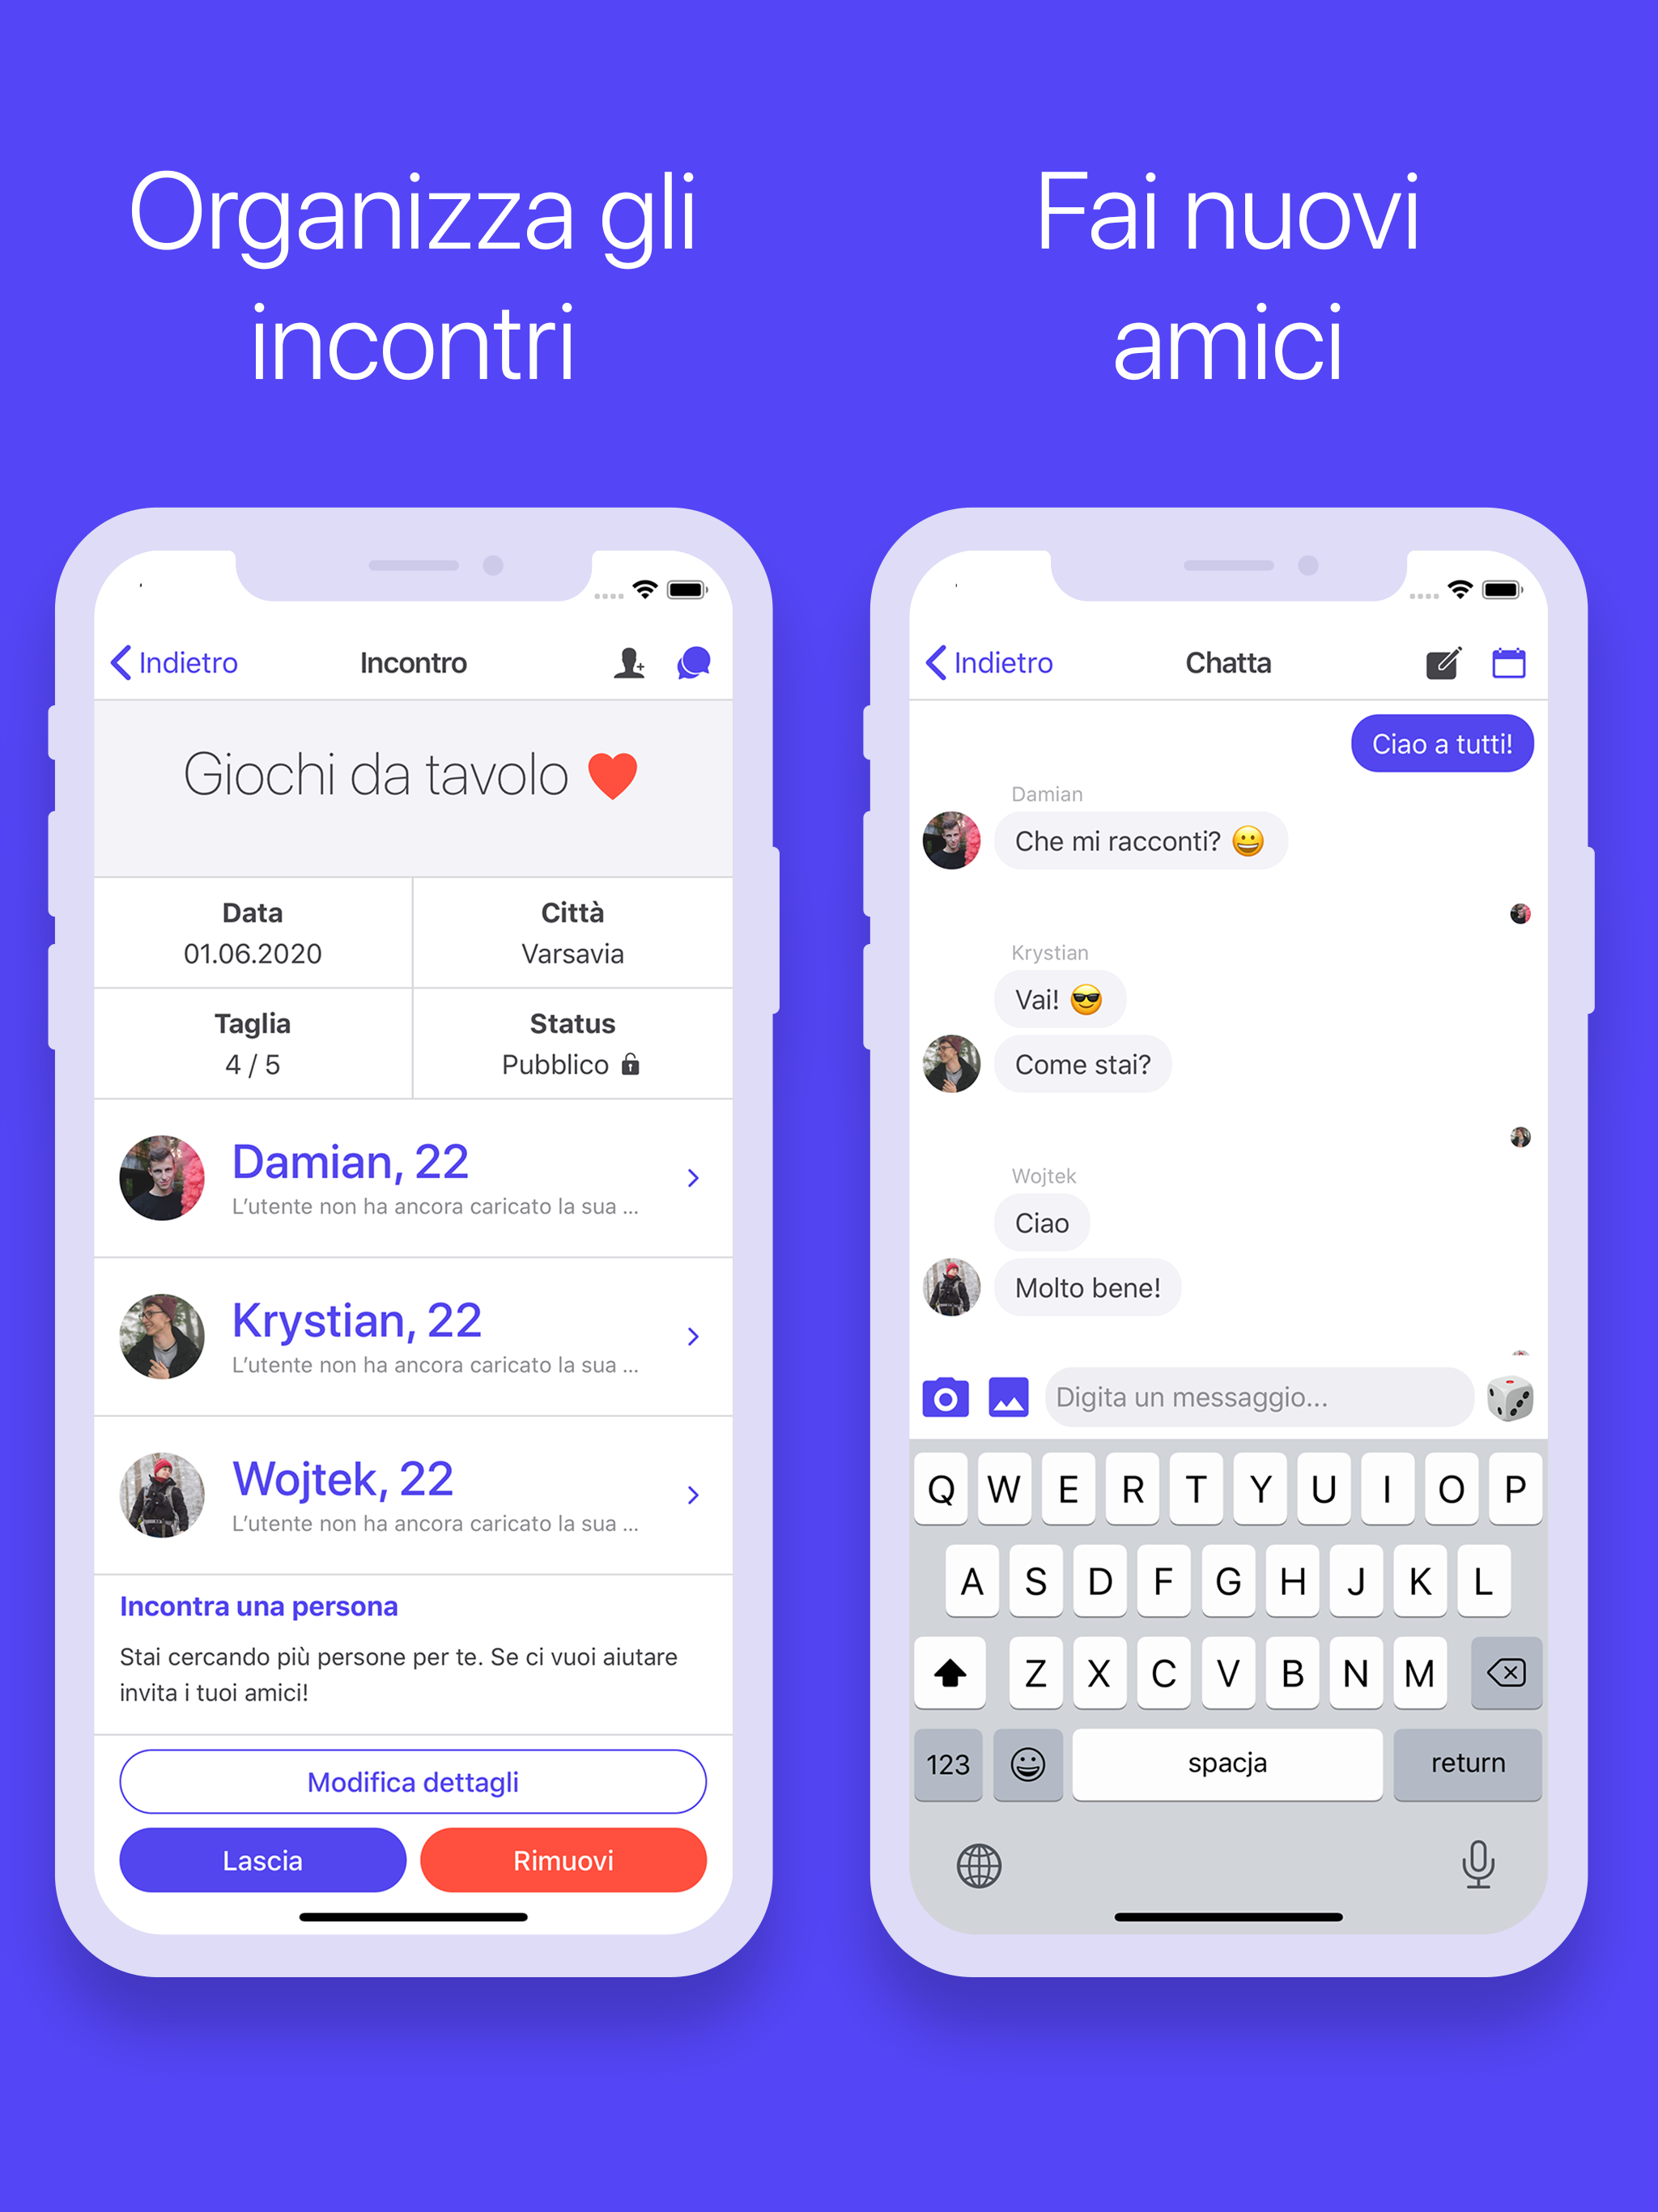 Organizza gli
incontri
Fai nuovi
amici
Indietro
Incontro
Giochi da tavolo ❤️
Data
01.06.2020
Città
Varsavia
Taglia
4 / 5
Status
Pubblico
Damian, 22
L'utente non ha ancora caricato la sua ...
Krystian, 22
L'utente non ha ancora caricato la sua ...
Wojtek, 22
L'utente non ha ancora caricato la sua ...
Incontra una persona
Stai cercando più persone per te. Se ci vuoi aiutare
invita i tuoi amici!
Modifica dettagli
Lascia
Rimuovi
Indietro
Chatta
Ciao a tutti!
Damian
Che mi racconti? 😀
Krystian
Vai! 😎
Come stai?
Wojtek
Ciao
Molto bene!
Digita un messaggio...
Q W E R T Y U I O P
A S D F G H J K L
Z X C V B N M
123
spacja
return